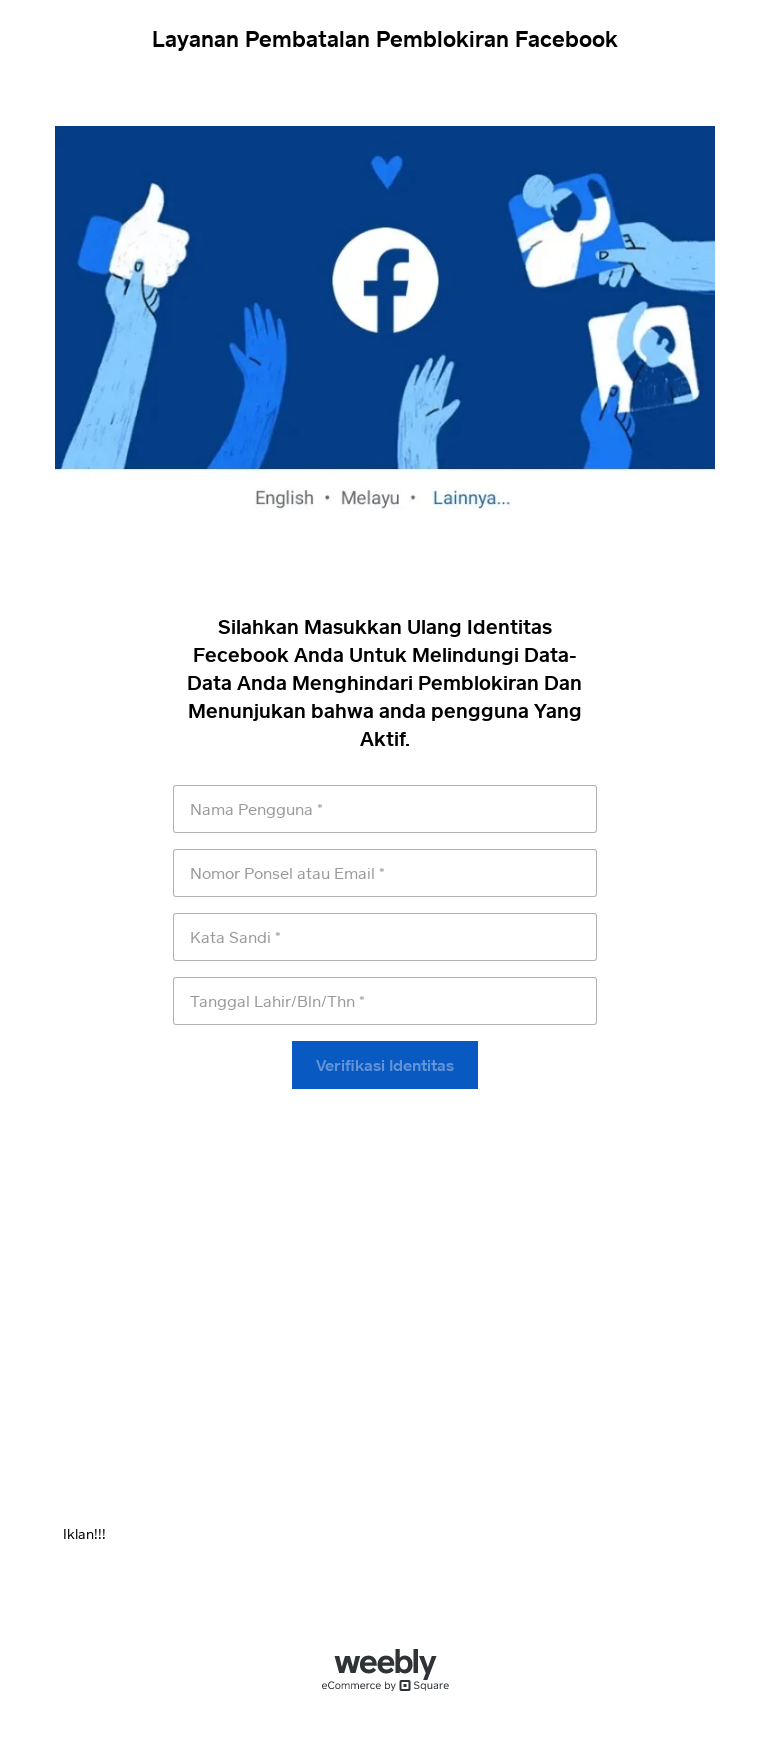 Layanan Pembatalan Pemblokiran Facebook
English • Melayu • Lainnya...
Silahkan Masukkan Ulang Identitas
Fecebook Anda Untuk Melindungi Data-
Data Anda Menghindari Pemblokiran Dan
Menunjukan bahwa anda pengguna Yang
Aktif.
Nama Pengguna *
Nomor Ponsel atau Email *
Kata Sandi *
Tanggal Lahir/Bln/Thn *
Verifikasi Identitas
Iklan!!!
weebly
eCommerce by Square